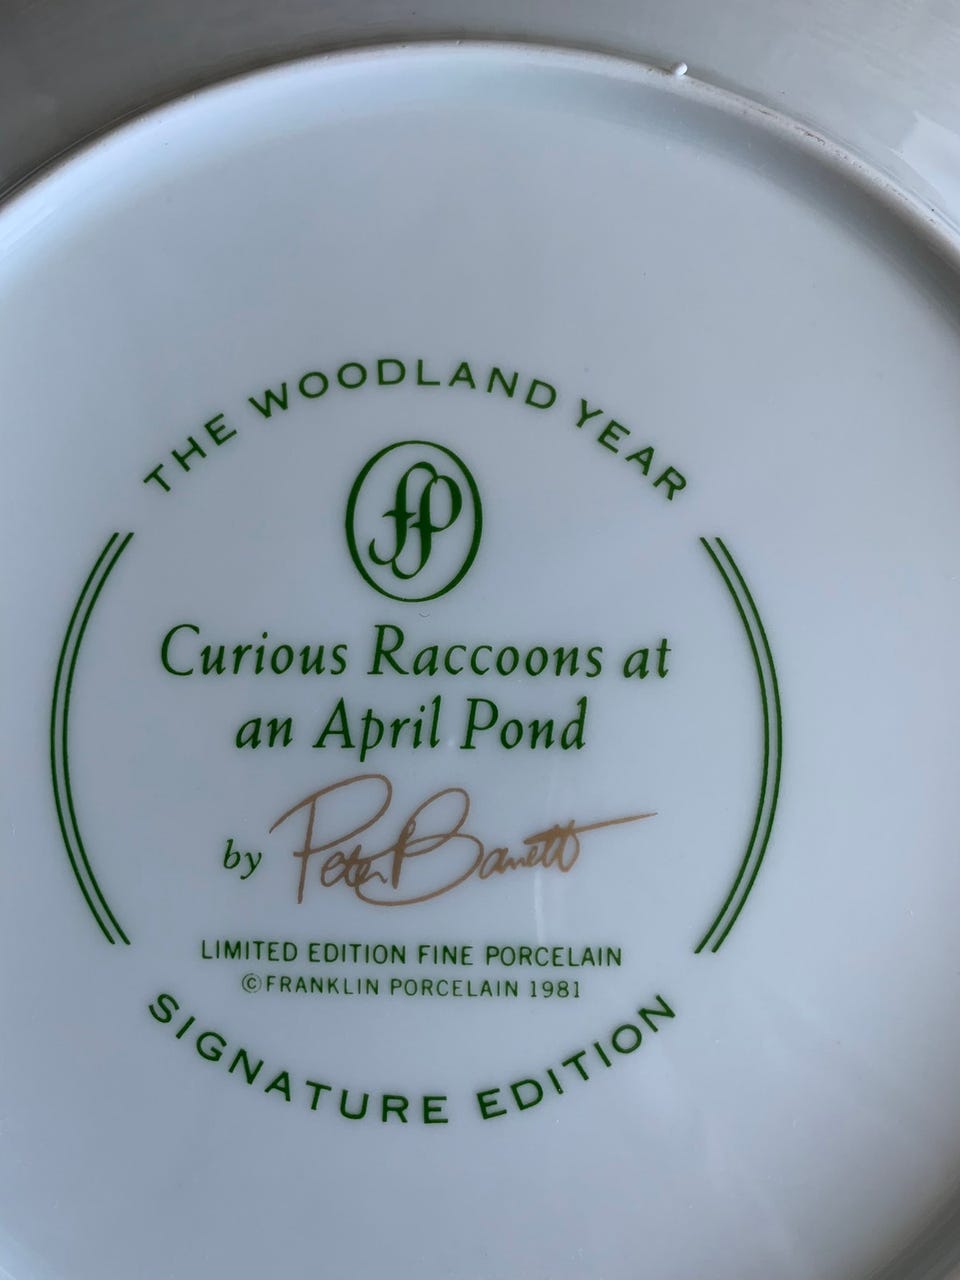 THE WOODLAND YEAR
fP
Curious Raccoons at
an April Pond
by Peter Barrett
LIMITED EDITION FINE PORCELAIN
©FRANKLIN PORCELAIN 1981
SIGNATURE EDITION